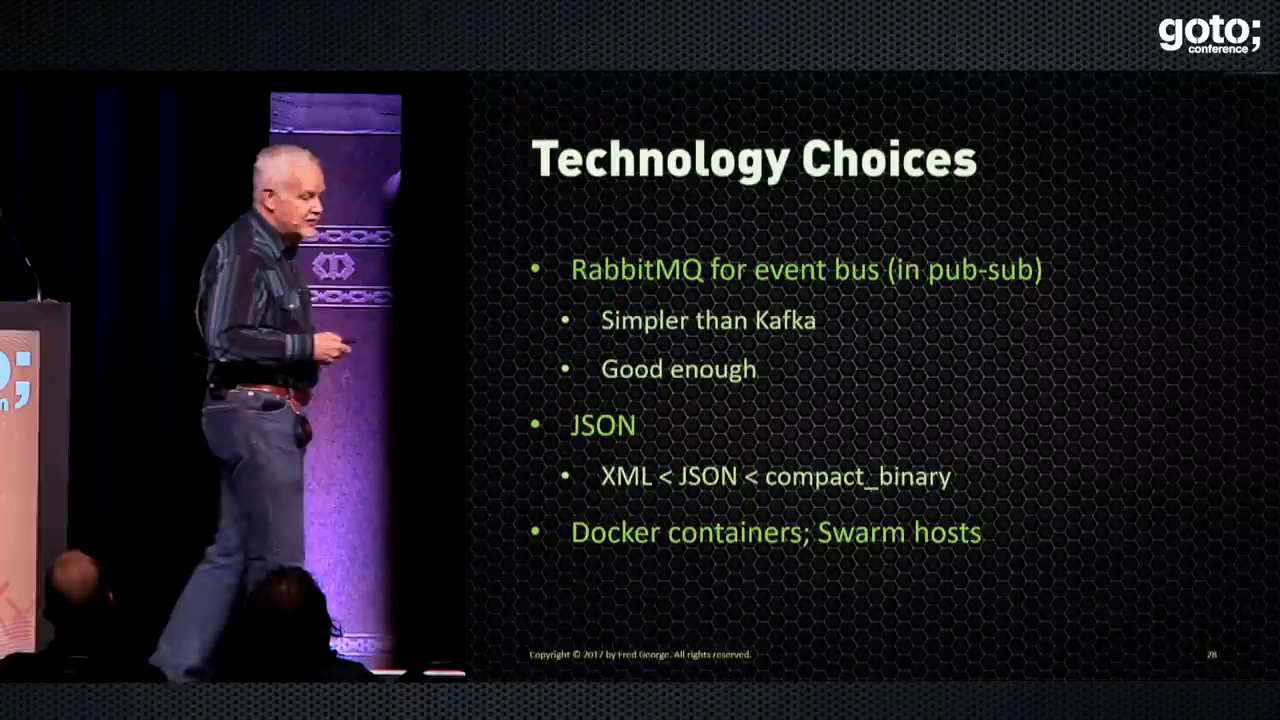 goto;
conference
Technology Choices
• RabbitMQ for event bus (in pub-sub)
• Simpler than Kafka
• Good enough
• JSON
• XML < JSON < compact_binary
• Docker containers; Swarm hosts
Copyright © 2017 by Fred George. All rights reserved.
28